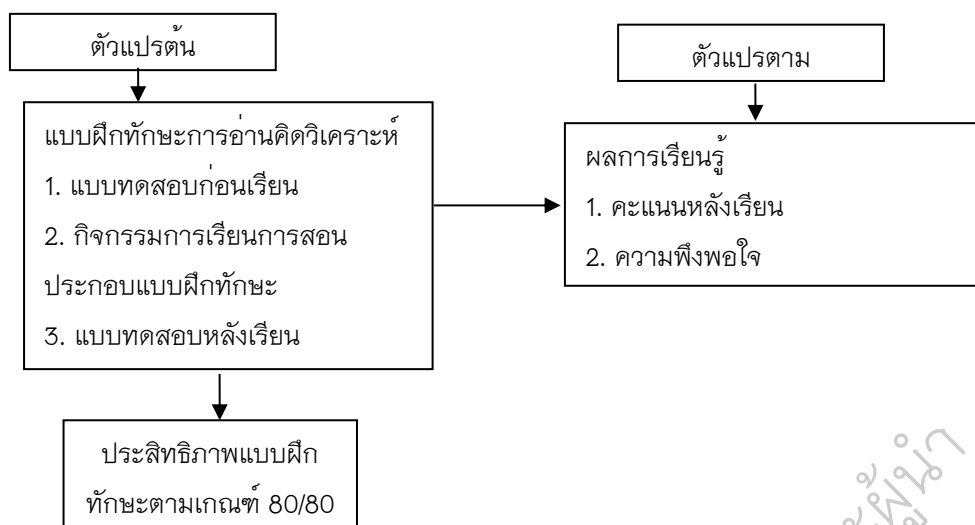 ตัวแปรต้น
ตัวแปรตาม
แบบฝึกทักษะการอ่านคิดวิเคราะห์
1. แบบทดสอบก่อนเรียน
2. กิจกรรมการเรียนการสอน
ประกอบแบบฝึกทักษะ
3. แบบทดสอบหลังเรียน
ผลการเรียนรู้
1. คะแนนหลังเรียน
2. ความพึงพอใจ
ประสิทธิภาพแบบฝึก
ทักษะตามเกณฑ์ 80/80